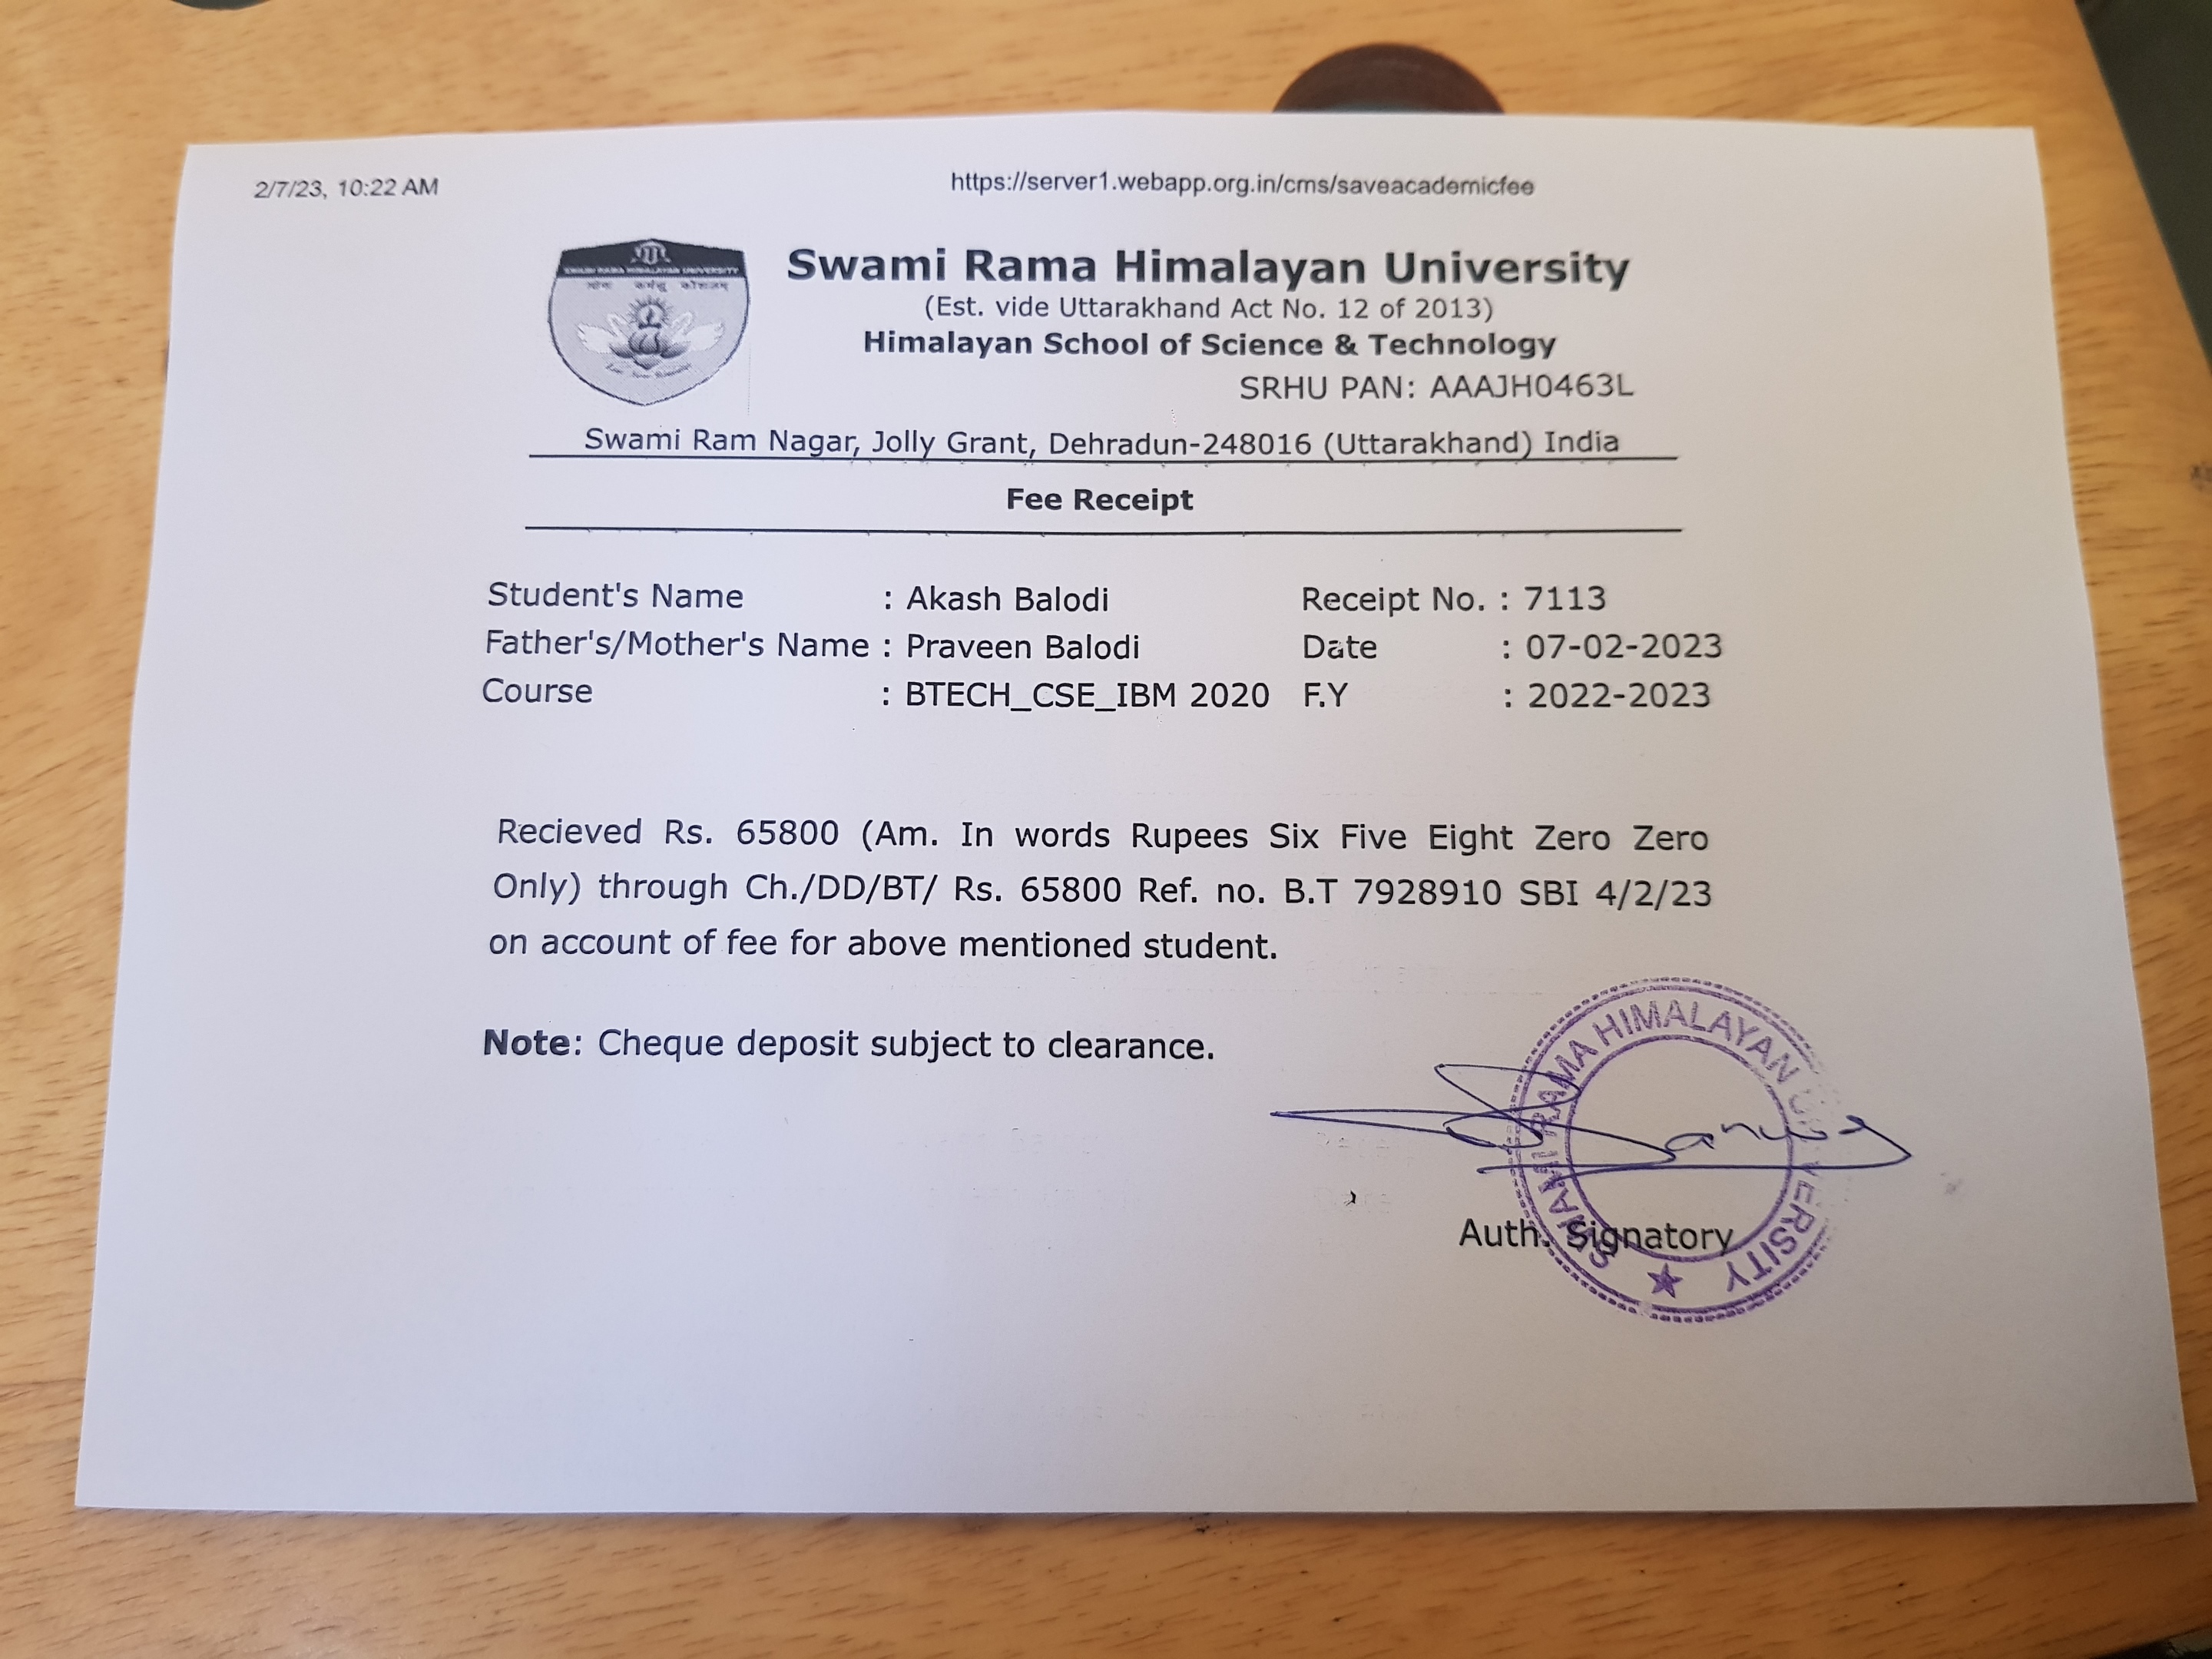 2/7/23, 10:22 AM
https://server1.webapp.org.in/cms/saveacademicfee
SWAMI RAMA HIMALAYAN UNIVERSITY
Swami Rama Himalayan University
(Est. vide Uttarakhand Act No. 12 of 2013)
Himalayan School of Science & Technology
SRHU PAN: AAAJH0463L
Swami Ram Nagar, Jolly Grant, Dehradun-248016 (Uttarakhand) India
Fee Receipt
Student's Name : Akash Balodi Receipt No. : 7113
Father's/Mother's Name : Praveen Balodi Date : 07-02-2023
Course : BTECH_CSE_IBM 2020 F.Y : 2022-2023
Recieved Rs. 65800 (Am. In words Rupees Six Five Eight Zero Zero
Only) through Ch./DD/BT/ Rs. 65800 Ref. no. B.T 7928910 SBI 4/2/23
on account of fee for above mentioned student.
Note: Cheque deposit subject to clearance.
SWAMI RAMA HIMALAYAN UNIVERSITY
Auth. Signatory